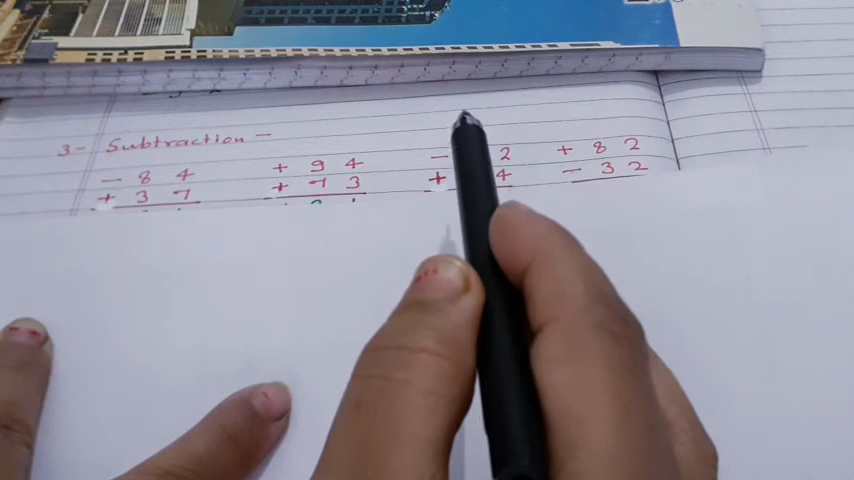 3- Subtraction -
- 8 4 + 9 4 - 2 + 8 2
+ 3 7 + 7 3 + 4 - 3 2